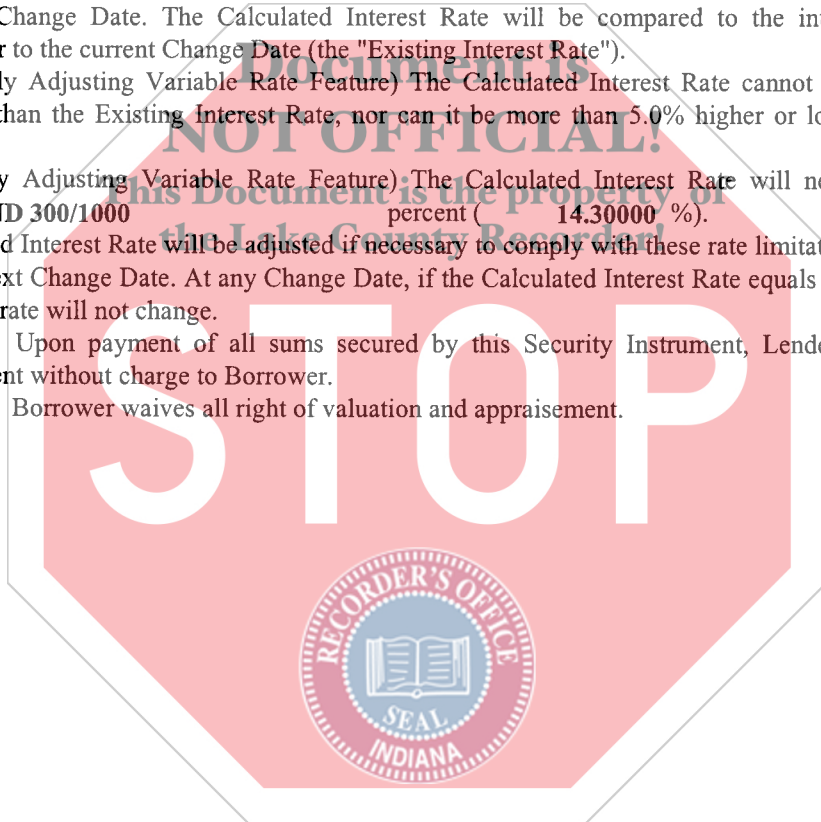 Change Date. The Calculated Interest Rate will be compared to the in
r to the current Change Date (the "Existing Interest Rate").
ly Adjusting Variable Rate Feature) The Calculated Interest Rate cannot
than the Existing Interest Rate, nor can it be more than 5.0% higher or lo
y Adjusting Variable Rate Feature) The Calculated Interest Rate will ne
ND 300/1000 percent ( 14.30000 %).
d Interest Rate will be adjusted if necessary to comply with these rate limitat
ext Change Date. At any Change Date, if the Calculated Interest Rate equals
rate will not change.
Upon payment of all sums secured by this Security Instrument, Lende
ent without charge to Borrower.
Borrower waives all right of valuation and appraisement.
Document is
NOT OFFICIAL!
This Document is the property of
the Lake County Recorder!
STOP
RECORDER'S OFFICE
SEAL
INDIANA